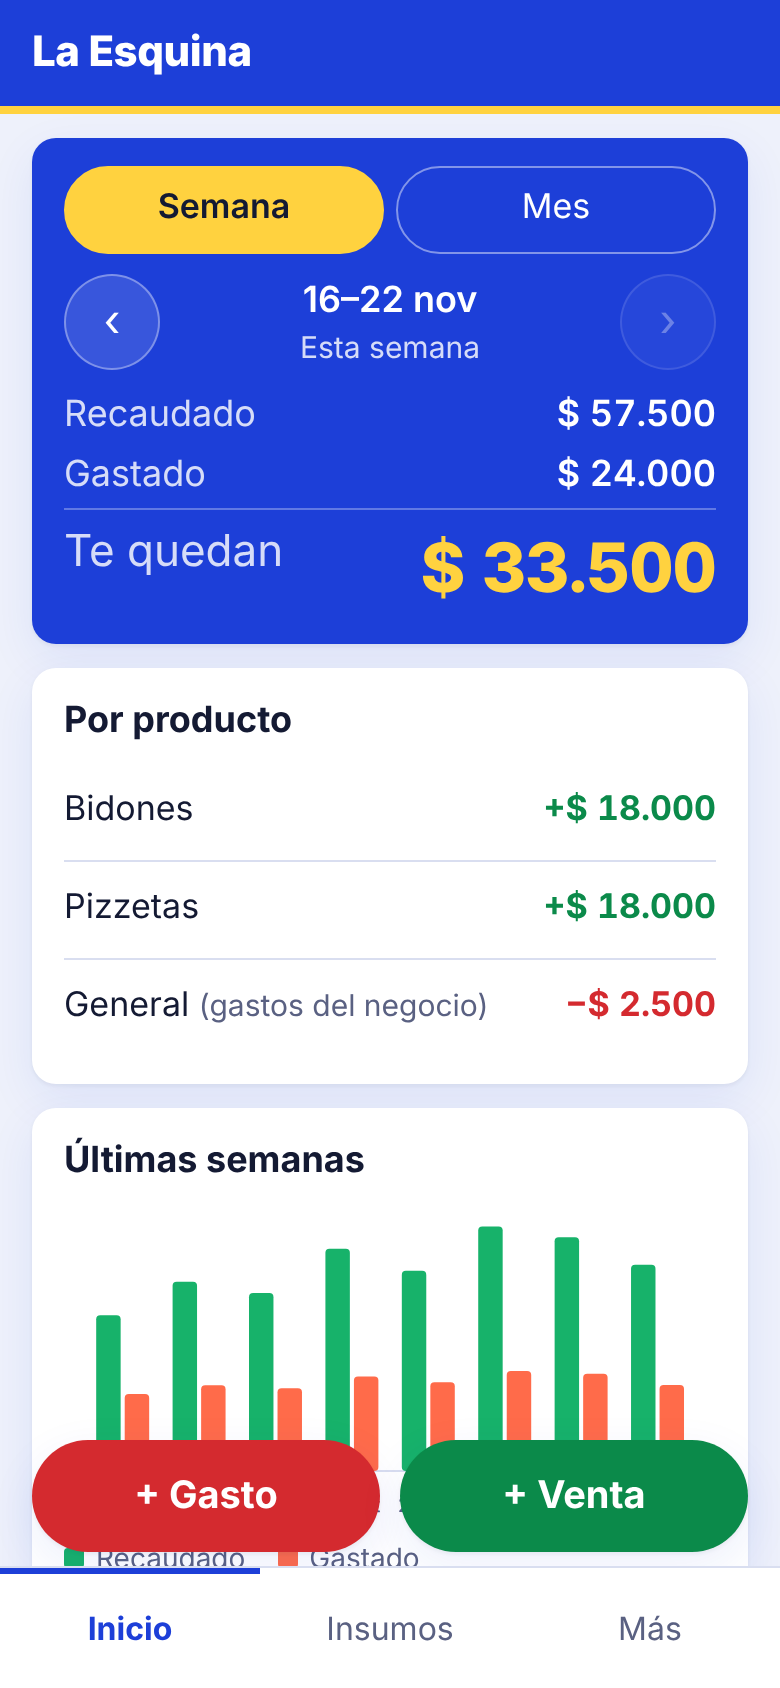 La Esquina
Semana
Mes
‹
16–22 nov
›
Esta semana
Recaudado $ 57.500
Gastado $ 24.000
Te quedan $ 33.500
Por producto
Bidones +$ 18.000
Pizzetas +$ 18.000
General (gastos del negocio) −$ 2.500
Últimas semanas
+ Gasto
+ Venta
Recaudado
Gastado
Inicio
Insumos
Más